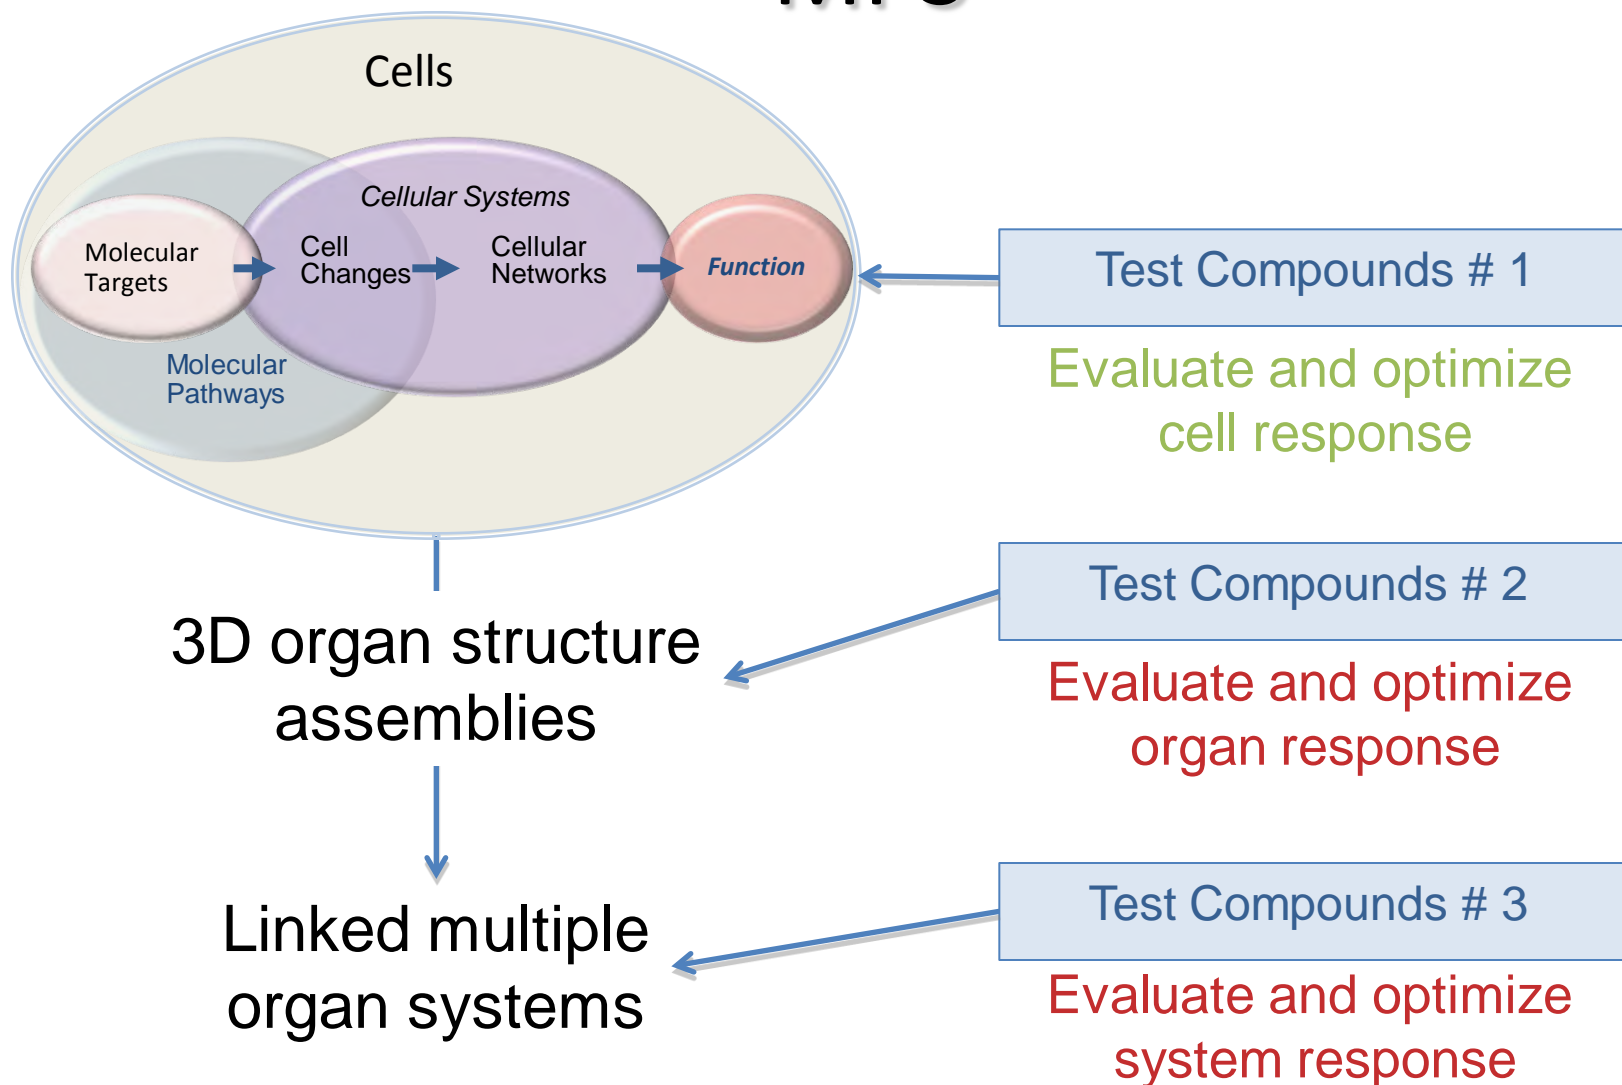 Cells
Cellular Systems
Molecular
Targets
Cell
Changes
Cellular
Networks
Function
Molecular
Pathways
Test Compounds # 1
Evaluate and optimize
cell response
3D organ structure
assemblies
Test Compounds # 2
Evaluate and optimize
organ response
Linked multiple
organ systems
Test Compounds # 3
Evaluate and optimize
system response